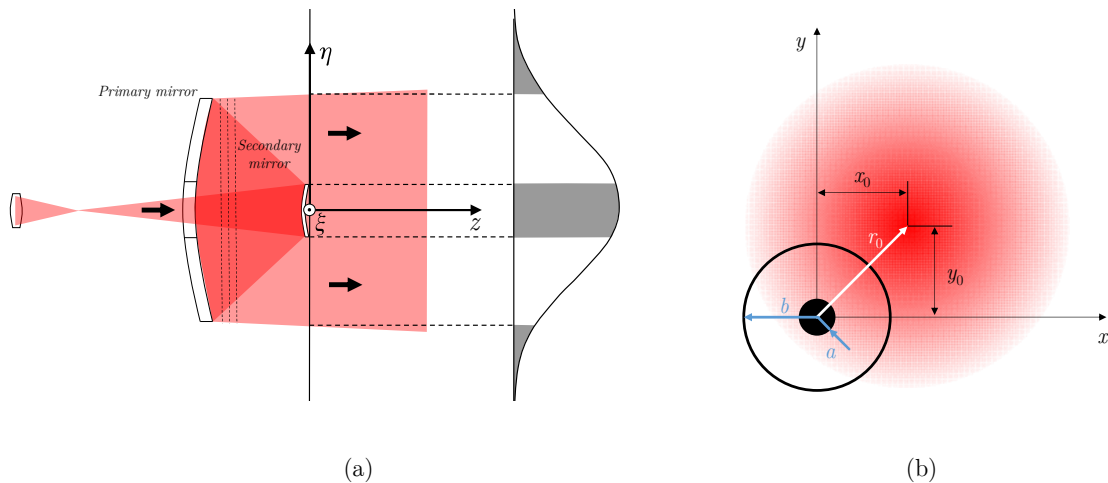 η
Primary mirror
Secondary
mirror
ξ
z
y
x₀
r₀
y₀
b
a
x
(a)
(b)